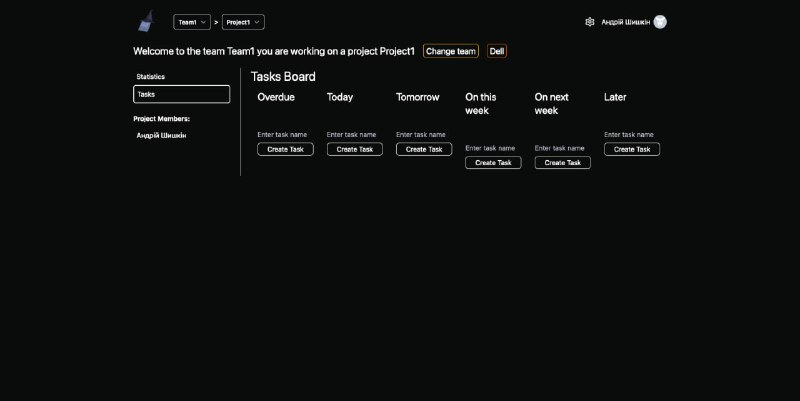 Team1 > Project1
Андрій Шишкін
Welcome to the team Team1 you are working on a project Project1 Change team Dell
Statistics
Tasks
Project Members:
Андрій Шишкін
Tasks Board
Overdue
Enter task name
Create Task
Today
Enter task name
Create Task
Tomorrow
Enter task name
Create Task
On this
week
Enter task name
Create Task
On next
week
Enter task name
Create Task
Later
Enter task name
Create Task